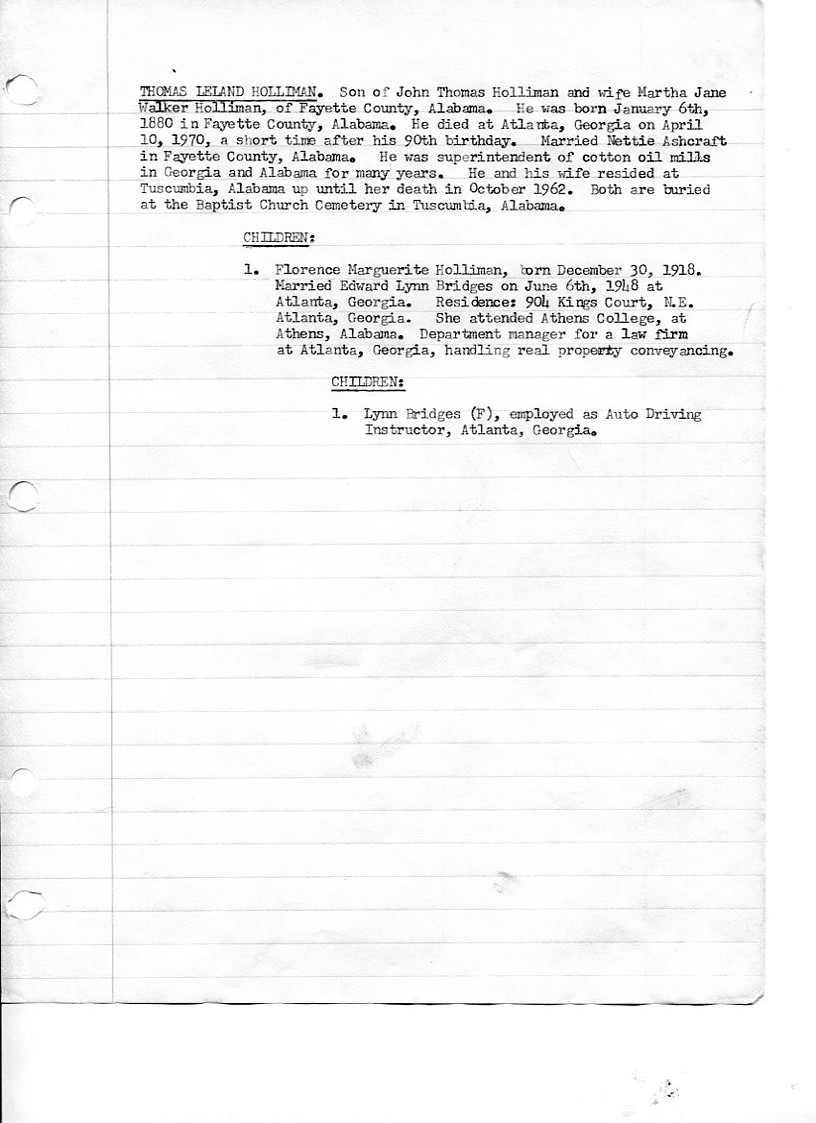 THOMAS LELAND HOLLIMAN. Son of John Thomas Holliman and wife Martha Jane
Walker Holliman, of Fayette County, Alabama. He was born January 6th,
1880 in Fayette County, Alabama. He died at Atlanta, Georgia on April
10, 1970, a short time after his 90th birthday. Married Nettie Ashcraft
in Fayette County, Alabama. He was superintendent of cotton oil mills
in Georgia and Alabama for many years. He and his wife resided at
Tuscumbia, Alabama up until her death in October 1962. Both are buried
at the Baptist Church Cemetery in Tuscumbia, Alabama.
CHILDREN:
1. Florence Marguerite Holliman, born December 30, 1918.
Married Edward Lynn Bridges on June 6th, 1948 at
Atlanta, Georgia. Residence: 904 Kings Court, N.E.
Atlanta, Georgia. She attended Athens College, at
Athens, Alabama. Department manager for a law firm
at Atlanta, Georgia, handling real property conveyancing.
CHILDREN:
1. Lynn Bridges (F), employed as Auto Driving
Instructor, Atlanta, Georgia.